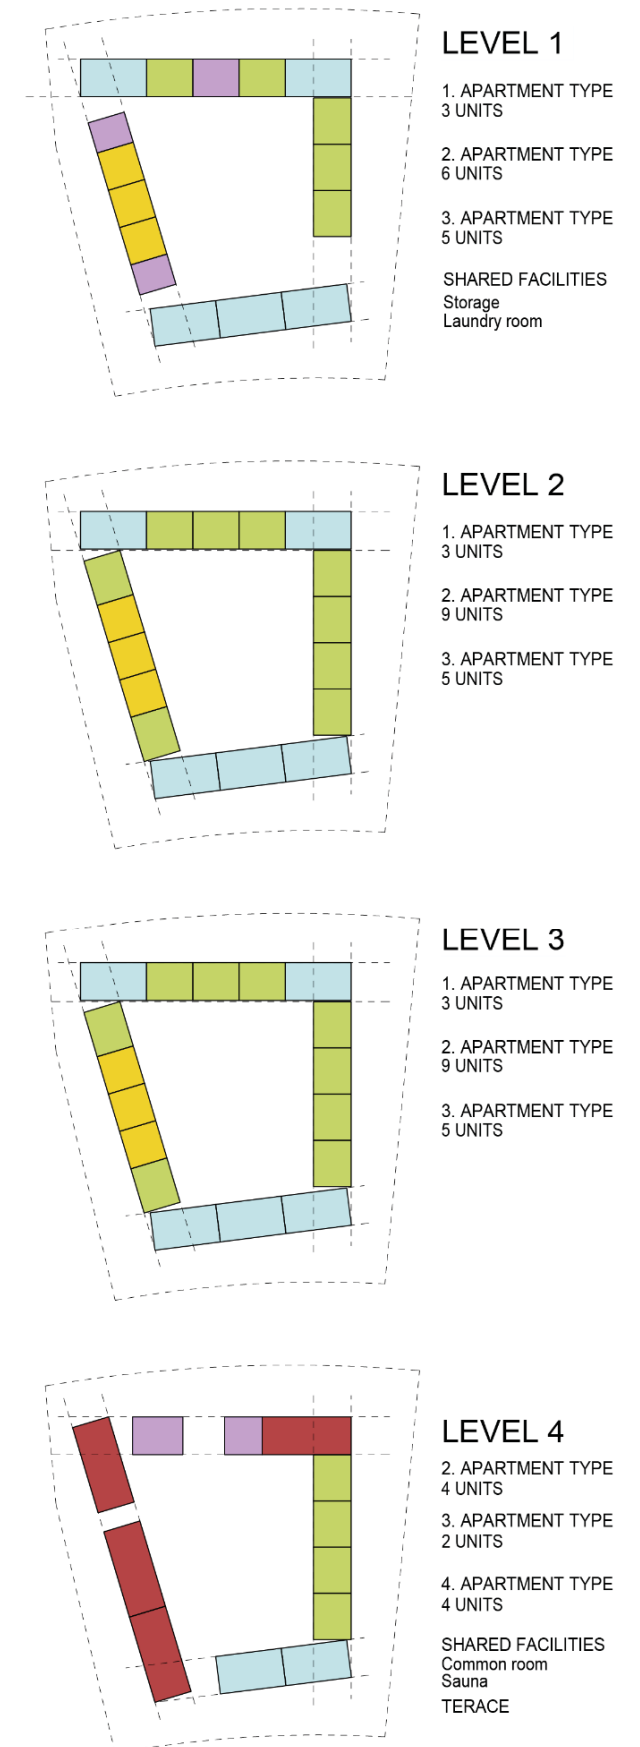 LEVEL 1
1. APARTMENT TYPE
3 UNITS
2. APARTMENT TYPE
6 UNITS
3. APARTMENT TYPE
5 UNITS
SHARED FACILITIES
Storage
Laundry room
LEVEL 2
1. APARTMENT TYPE
3 UNITS
2. APARTMENT TYPE
9 UNITS
3. APARTMENT TYPE
5 UNITS
LEVEL 3
1. APARTMENT TYPE
3 UNITS
2. APARTMENT TYPE
9 UNITS
3. APARTMENT TYPE
5 UNITS
LEVEL 4
2. APARTMENT TYPE
4 UNITS
3. APARTMENT TYPE
2 UNITS
4. APARTMENT TYPE
4 UNITS
SHARED FACILITIES
Common room
Sauna
TERACE